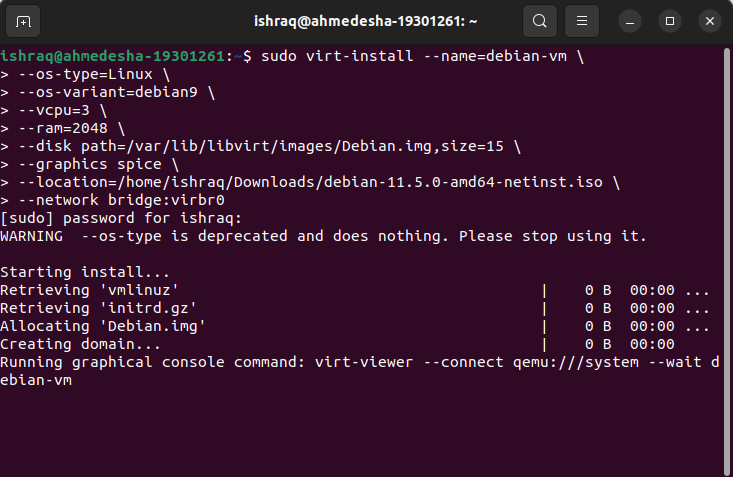 ishraq@ahmedesha-19301261: ~
ishraq@ahmedesha-19301261:~$ sudo virt-install --name=debian-vm \
> --os-type=Linux \
> --os-variant=debian9 \
> --vcpu=3 \
> --ram=2048 \
> --disk path=/var/lib/libvirt/images/Debian.img,size=15 \
> --graphics spice \
> --location=/home/ishraq/Downloads/debian-11.5.0-amd64-netinst.iso \
> --network bridge:virbr0
[sudo] password for ishraq:
WARNING  --os-type is deprecated and does nothing. Please stop using it.
Starting install...
Retrieving 'vmlinuz'                                        |    0 B  00:00 ...
Retrieving 'initrd.gz'                                      |    0 B  00:00 ...
Allocating 'Debian.img'                                     |    0 B  00:00 ...
Creating domain...                                          |    0 B  00:00
Running graphical console command: virt-viewer --connect qemu:///system --wait d
ebian-vm